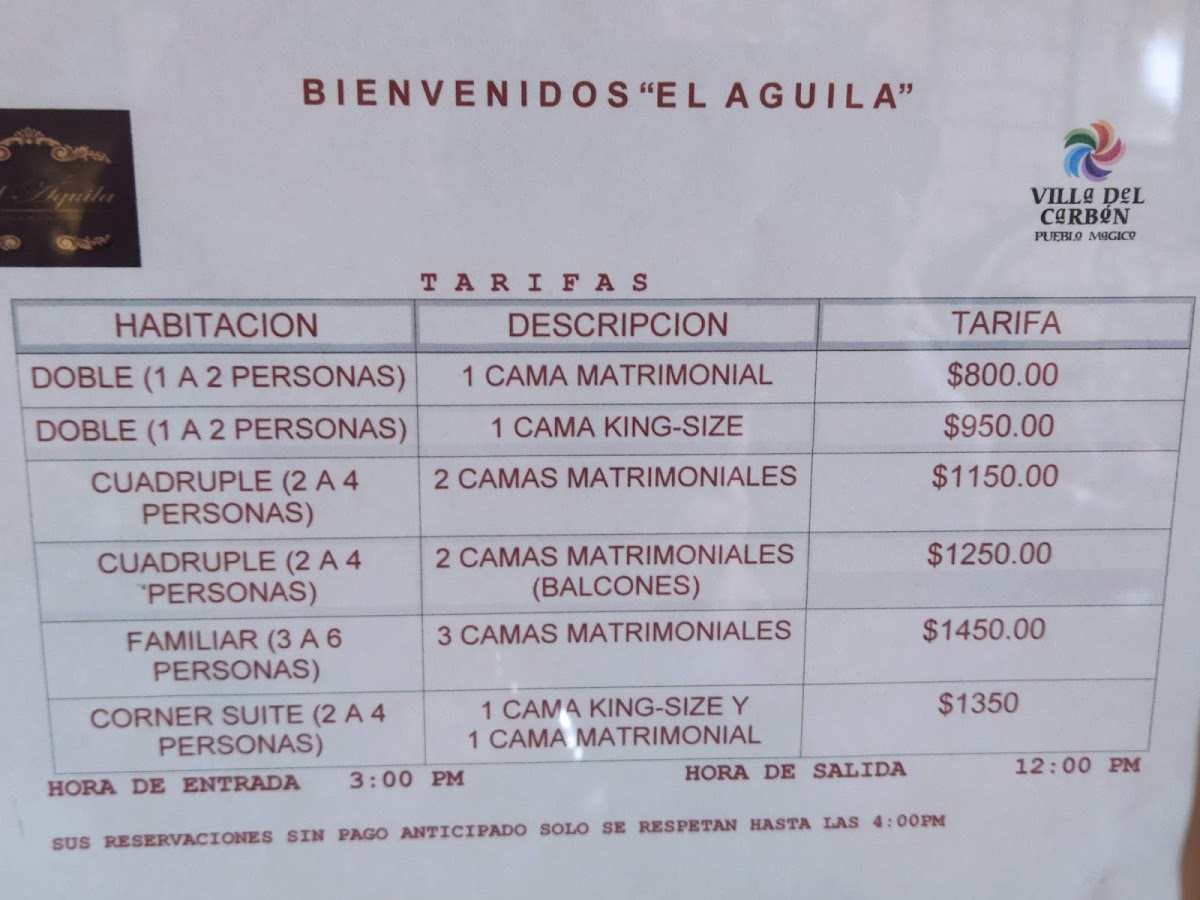 BIENVENIDOS “EL AGUILA”
Aguila
VILLa DeL
CaRBÓN
PUEBLO MaGICO
TARIFAS
HABITACION DESCRIPCION TARIFA
DOBLE (1 A 2 PERSONAS) 1 CAMA MATRIMONIAL $800.00
DOBLE (1 A 2 PERSONAS) 1 CAMA KING-SIZE $950.00
CUADRUPLE (2 A 4 2 CAMAS MATRIMONIALES $1150.00
PERSONAS)
CUADRUPLE (2 A 4 2 CAMAS MATRIMONIALES $1250.00
PERSONAS) (BALCONES)
FAMILIAR (3 A 6 3 CAMAS MATRIMONIALES $1450.00
PERSONAS)
CORNER SUITE (2 A 4 1 CAMA KING-SIZE Y $1350
PERSONAS) 1 CAMA MATRIMONIAL
HORA DE ENTRADA 3:00 PM HORA DE SALIDA 12:00 PM
SUS RESERVACIONES SIN PAGO ANTICIPADO SOLO SE RESPETAN HASTA LAS 4:00PM